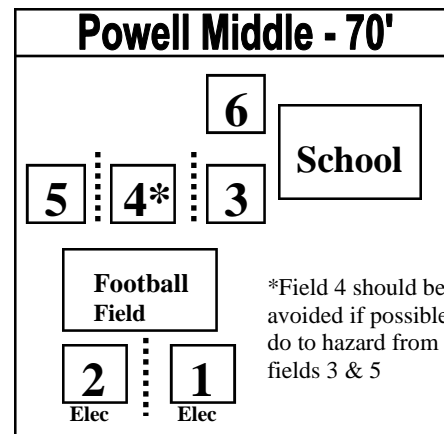 Powell Middle - 70'
6
School
5 4* 3
Football
Field
*Field 4 should be
avoided if possible
do to hazard from
fields 3 & 5
2 1
Elec Elec